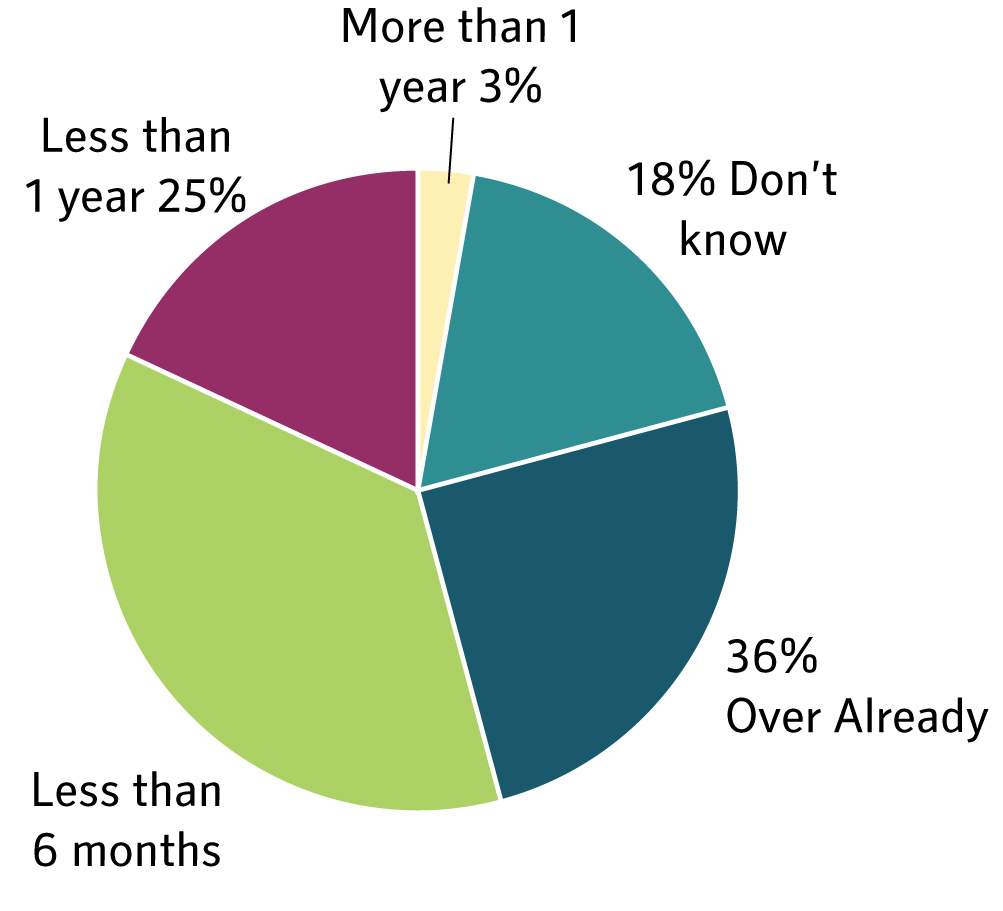 More than 1
year 3%
Less than
1 year 25%
18% Don’t
know
36%
Over Already
Less than
6 months